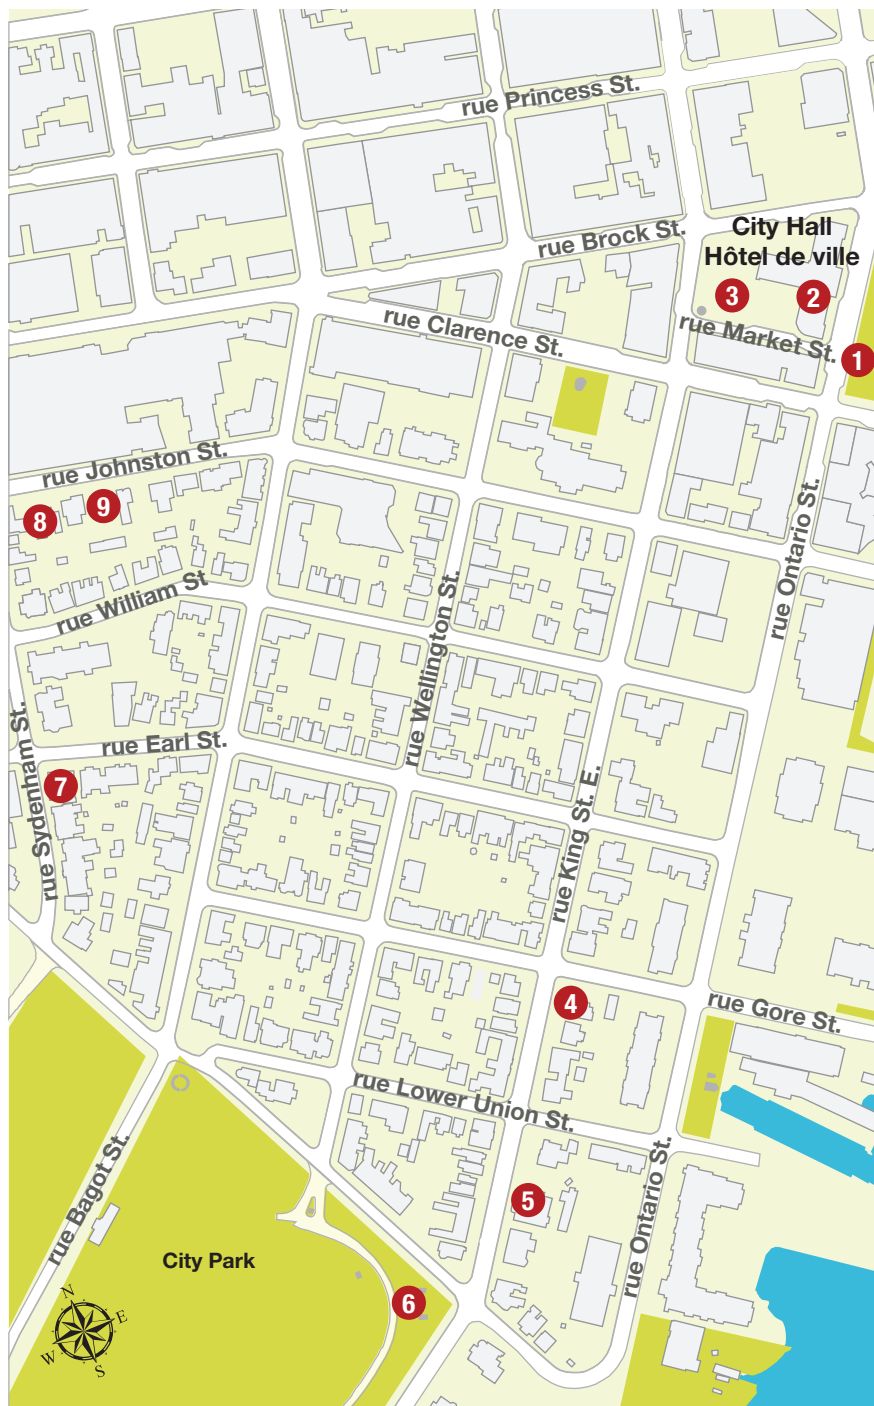 rue Princess St.
rue Brock St.
City Hall
Hôtel de ville
3
2
rue Clarence St.
rue Market St.
1
rue Johnston St.
8
9
rue Ontario St.
rue William St
rue Wellington St.
rue Sydenham St.
rue Earl St.
7
rue King St. E.
4
rue Gore St.
rue Lower Union St.
rue Bagot St.
5
rue Ontario St.
City Park
6
N
E
W
S